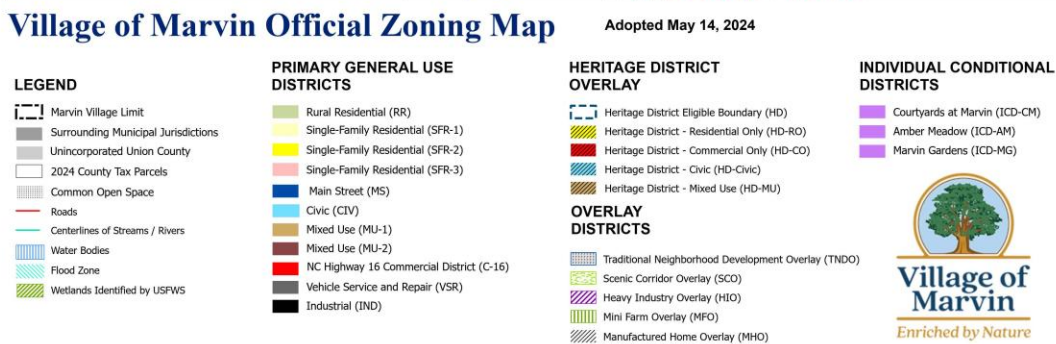 Village of Marvin Official Zoning Map
Adopted May 14, 2024
LEGEND
Marvin Village Limit
Surrounding Municipal Jurisdictions
Unincorporated Union County
2024 County Tax Parcels
Common Open Space
Roads
Centerlines of Streams / Rivers
Water Bodies
Flood Zone
Wetlands Identified by USFWS
PRIMARY GENERAL USE
DISTRICTS
Rural Residential (RR)
Single-Family Residential (SFR-1)
Single-Family Residential (SFR-2)
Single-Family Residential (SFR-3)
Main Street (MS)
Civic (CIV)
Mixed Use (MU-1)
Mixed Use (MU-2)
NC Highway 16 Commercial District (C-16)
Vehicle Service and Repair (VSR)
Industrial (IND)
HERITAGE DISTRICT
OVERLAY
Heritage District Eligible Boundary (HD)
Heritage District - Residential Only (HD-RO)
Heritage District - Commercial Only (HD-CO)
Heritage District - Civic (HD-Civic)
Heritage District - Mixed Use (HD-MU)
OVERLAY
DISTRICTS
Traditional Neighborhood Development Overlay (TNDO)
Scenic Corridor Overlay (SCO)
Heavy Industry Overlay (HIO)
Mini Farm Overlay (MFO)
Manufactured Home Overlay (MHO)
INDIVIDUAL CONDITIONAL
DISTRICTS
Courtyards at Marvin (ICD-CM)
Amber Meadow (ICD-AM)
Marvin Gardens (ICD-MG)
Village of
Marvin
Enriched by Nature